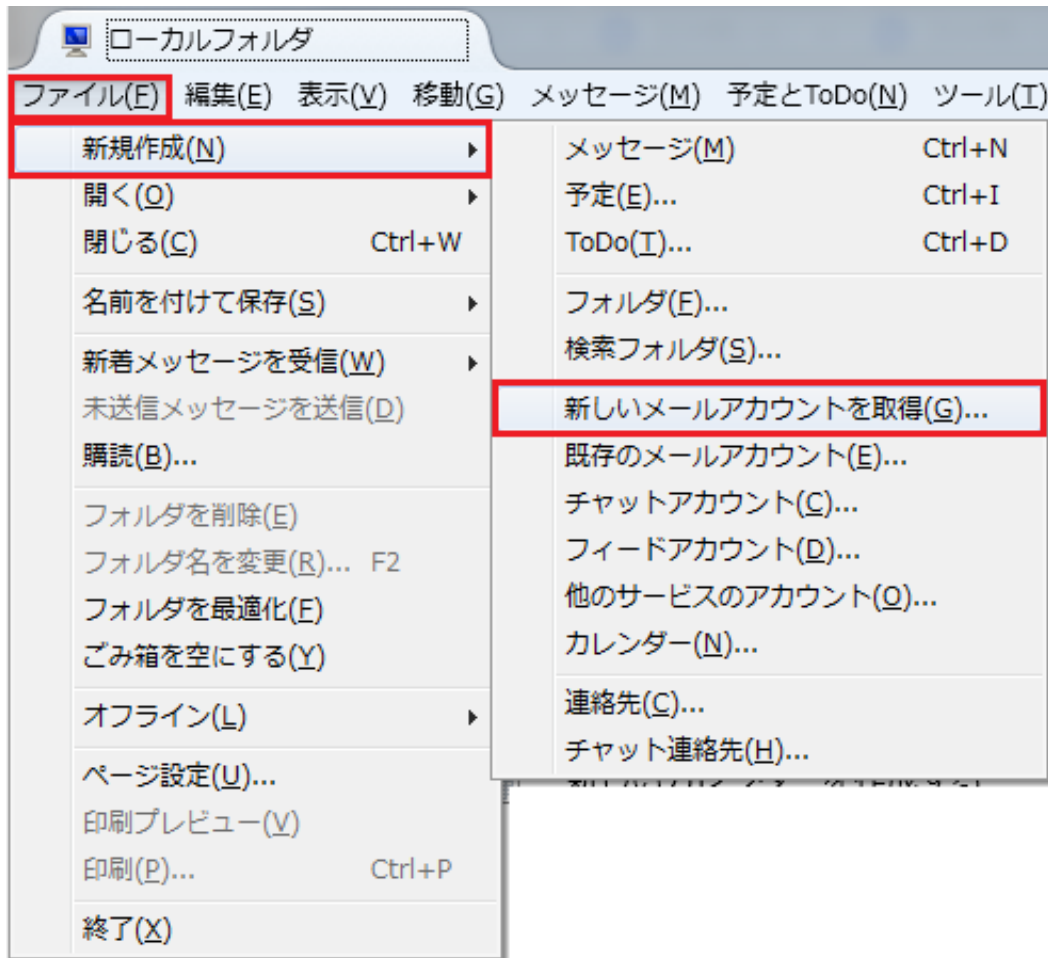 ローカルフォルダ
ファイル(F) 編集(E) 表示(V) 移動(G) メッセージ(M) 予定とToDo(N) ツール(T)
新規作成(N)
開く(O)
閉じる(C) Ctrl+W
名前を付けて保存(S)
新着メッセージを受信(W)
未送信メッセージを送信(D)
購読(B)...
フォルダを削除(E)
フォルダ名を変更(R)... F2
フォルダを最適化(F)
ごみ箱を空にする(Y)
オフライン(L)
ページ設定(U)...
印刷プレビュー(V)
印刷(P)... Ctrl+P
終了(X)
メッセージ(M) Ctrl+N
予定(E)... Ctrl+I
ToDo(T)... Ctrl+D
フォルダ(F)...
検索フォルダ(S)...
新しいメールアカウントを取得(G)...
既存のメールアカウント(E)...
チャットアカウント(C)...
フィードアカウント(D)...
他のサービスのアカウント(O)...
カレンダー(N)...
連絡先(C)...
チャット連絡先(H)...